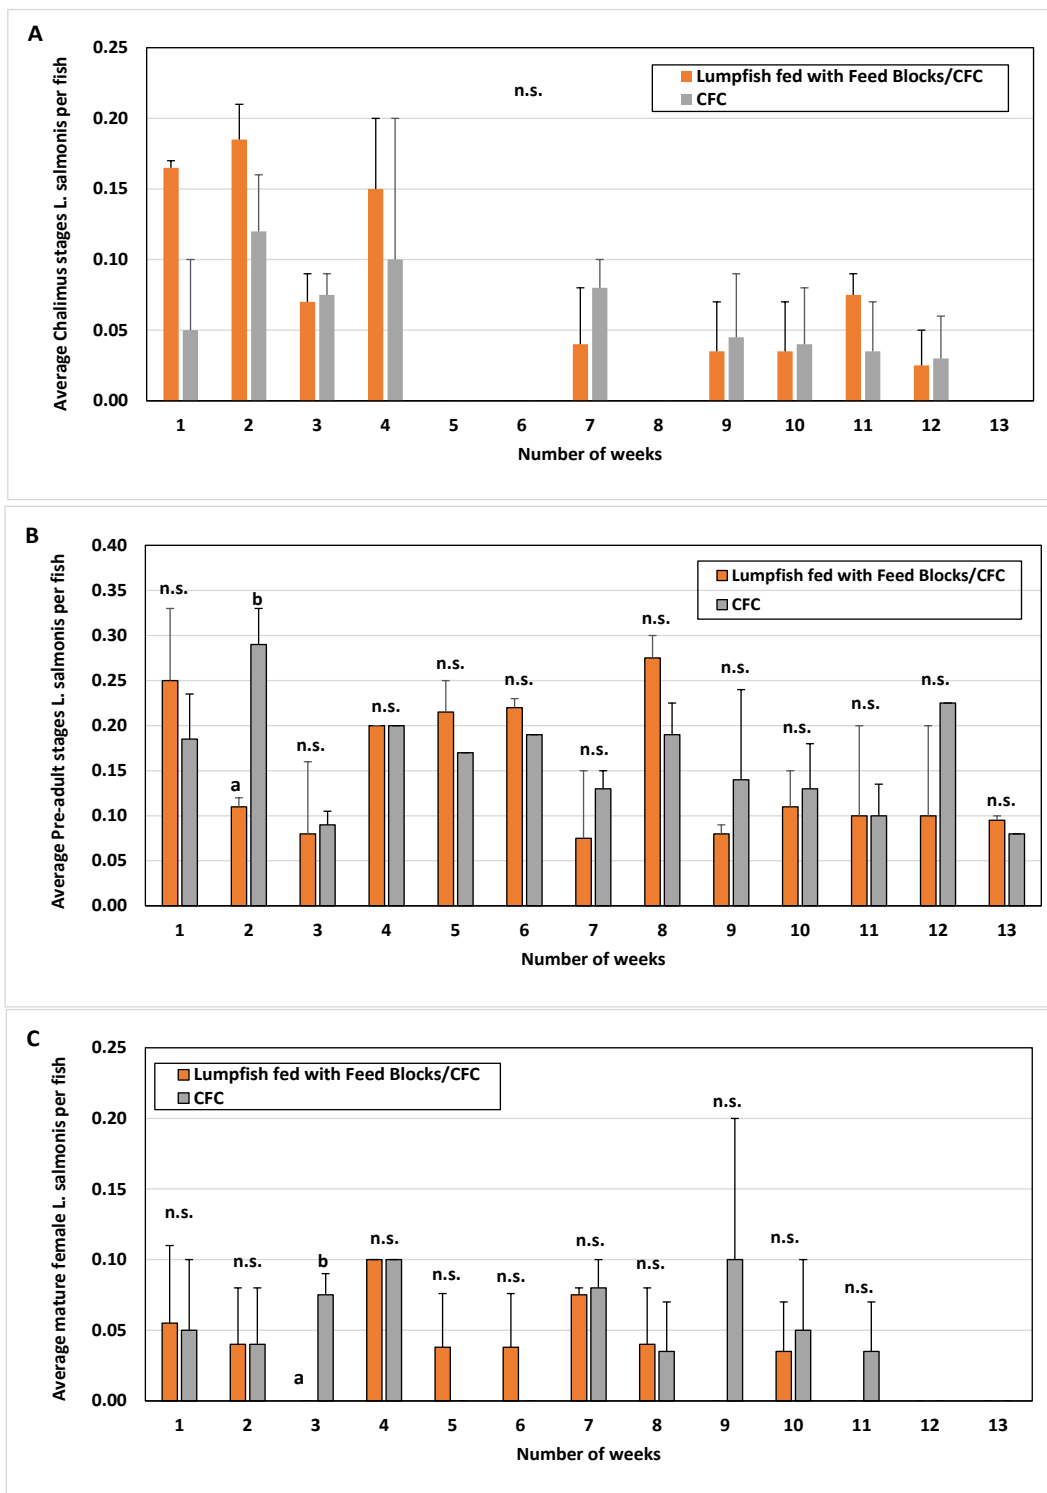 A
Average Chalimus stages L. salmonis per fish
0.25
0.20
0.15
0.10
0.05
0.00
Lumpfish fed with Feed Blocks/CFC
CFC
n.s.
1 2 3 4 5 6 7 8 9 10 11 12 13
Number of weeks
B
Average Pre-adult stages L. salmonis per fish
0.40
0.35
0.30
0.25
0.20
0.15
0.10
0.05
0.00
Lumpfish fed with Feed Blocks/CFC
CFC
n.s. a b n.s. n.s. n.s. n.s. n.s. n.s. n.s. n.s. n.s. n.s. n.s.
1 2 3 4 5 6 7 8 9 10 11 12 13
Number of weeks
C
Average mature female L. salmonis per fish
0.25
0.20
0.15
0.10
0.05
0.00
Lumpfish fed with Feed Blocks/CFC
CFC
n.s. n.s. a b n.s. n.s. n.s. n.s. n.s. n.s. n.s. n.s.
1 2 3 4 5 6 7 8 9 10 11 12 13
Number of weeks